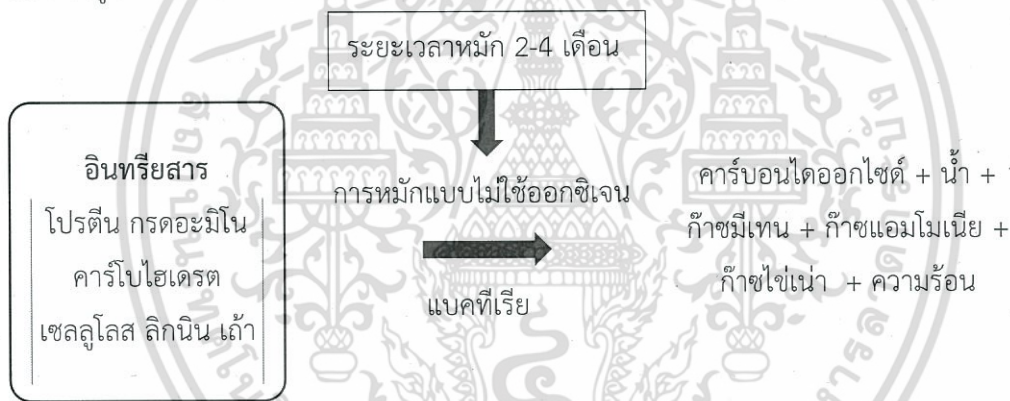 ระยะเวลาหมัก 2-4 เดือน
อินทรียสาร
โปรตีน กรดอะมิโน
คาร์โบไฮเดรต
เซลลูโลส ลิกนิน เถ้า
การหมักแบบไม่ใช้ออกซิเจน
แบคทีเรีย
คาร์บอนไดออกไซด์ + น้ำ +
ก๊าซมีเทน + ก๊าซแอมโมเนีย +
ก๊าซไข่เน่า + ความร้อน